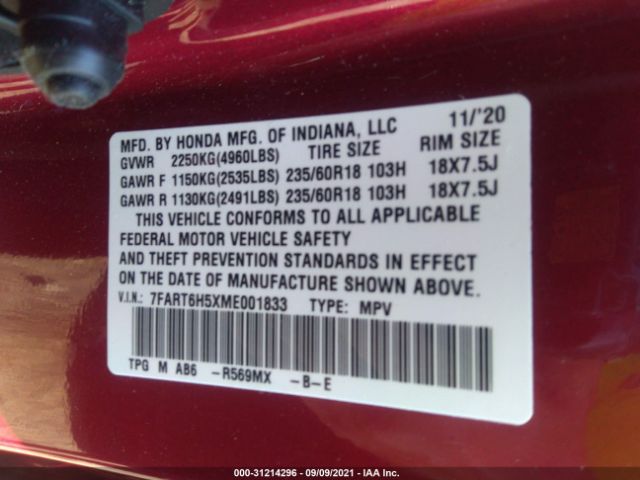 MFD. BY HONDA MFG. OF INDIANA, LLC 11/'20
GVWR 2250KG(4960LBS) TIRE SIZE RIM SIZE
GAWR F 1150KG(2535LBS) 235/60R18 103H 18X7.5J
GAWR R 1130KG(2491LBS) 235/60R18 103H 18X7.5J
THIS VEHICLE CONFORMS TO ALL APPLICABLE
FEDERAL MOTOR VEHICLE SAFETY
AND THEFT PREVENTION STANDARDS IN EFFECT
ON THE DATE OF MANUFACTURE SHOWN ABOVE.
V.I.N.: 7FART6H5XME001833 TYPE: MPV
TPG M AB6 -R569MX -B-E
000-31214296 - 09/09/2021 - IAA Inc.